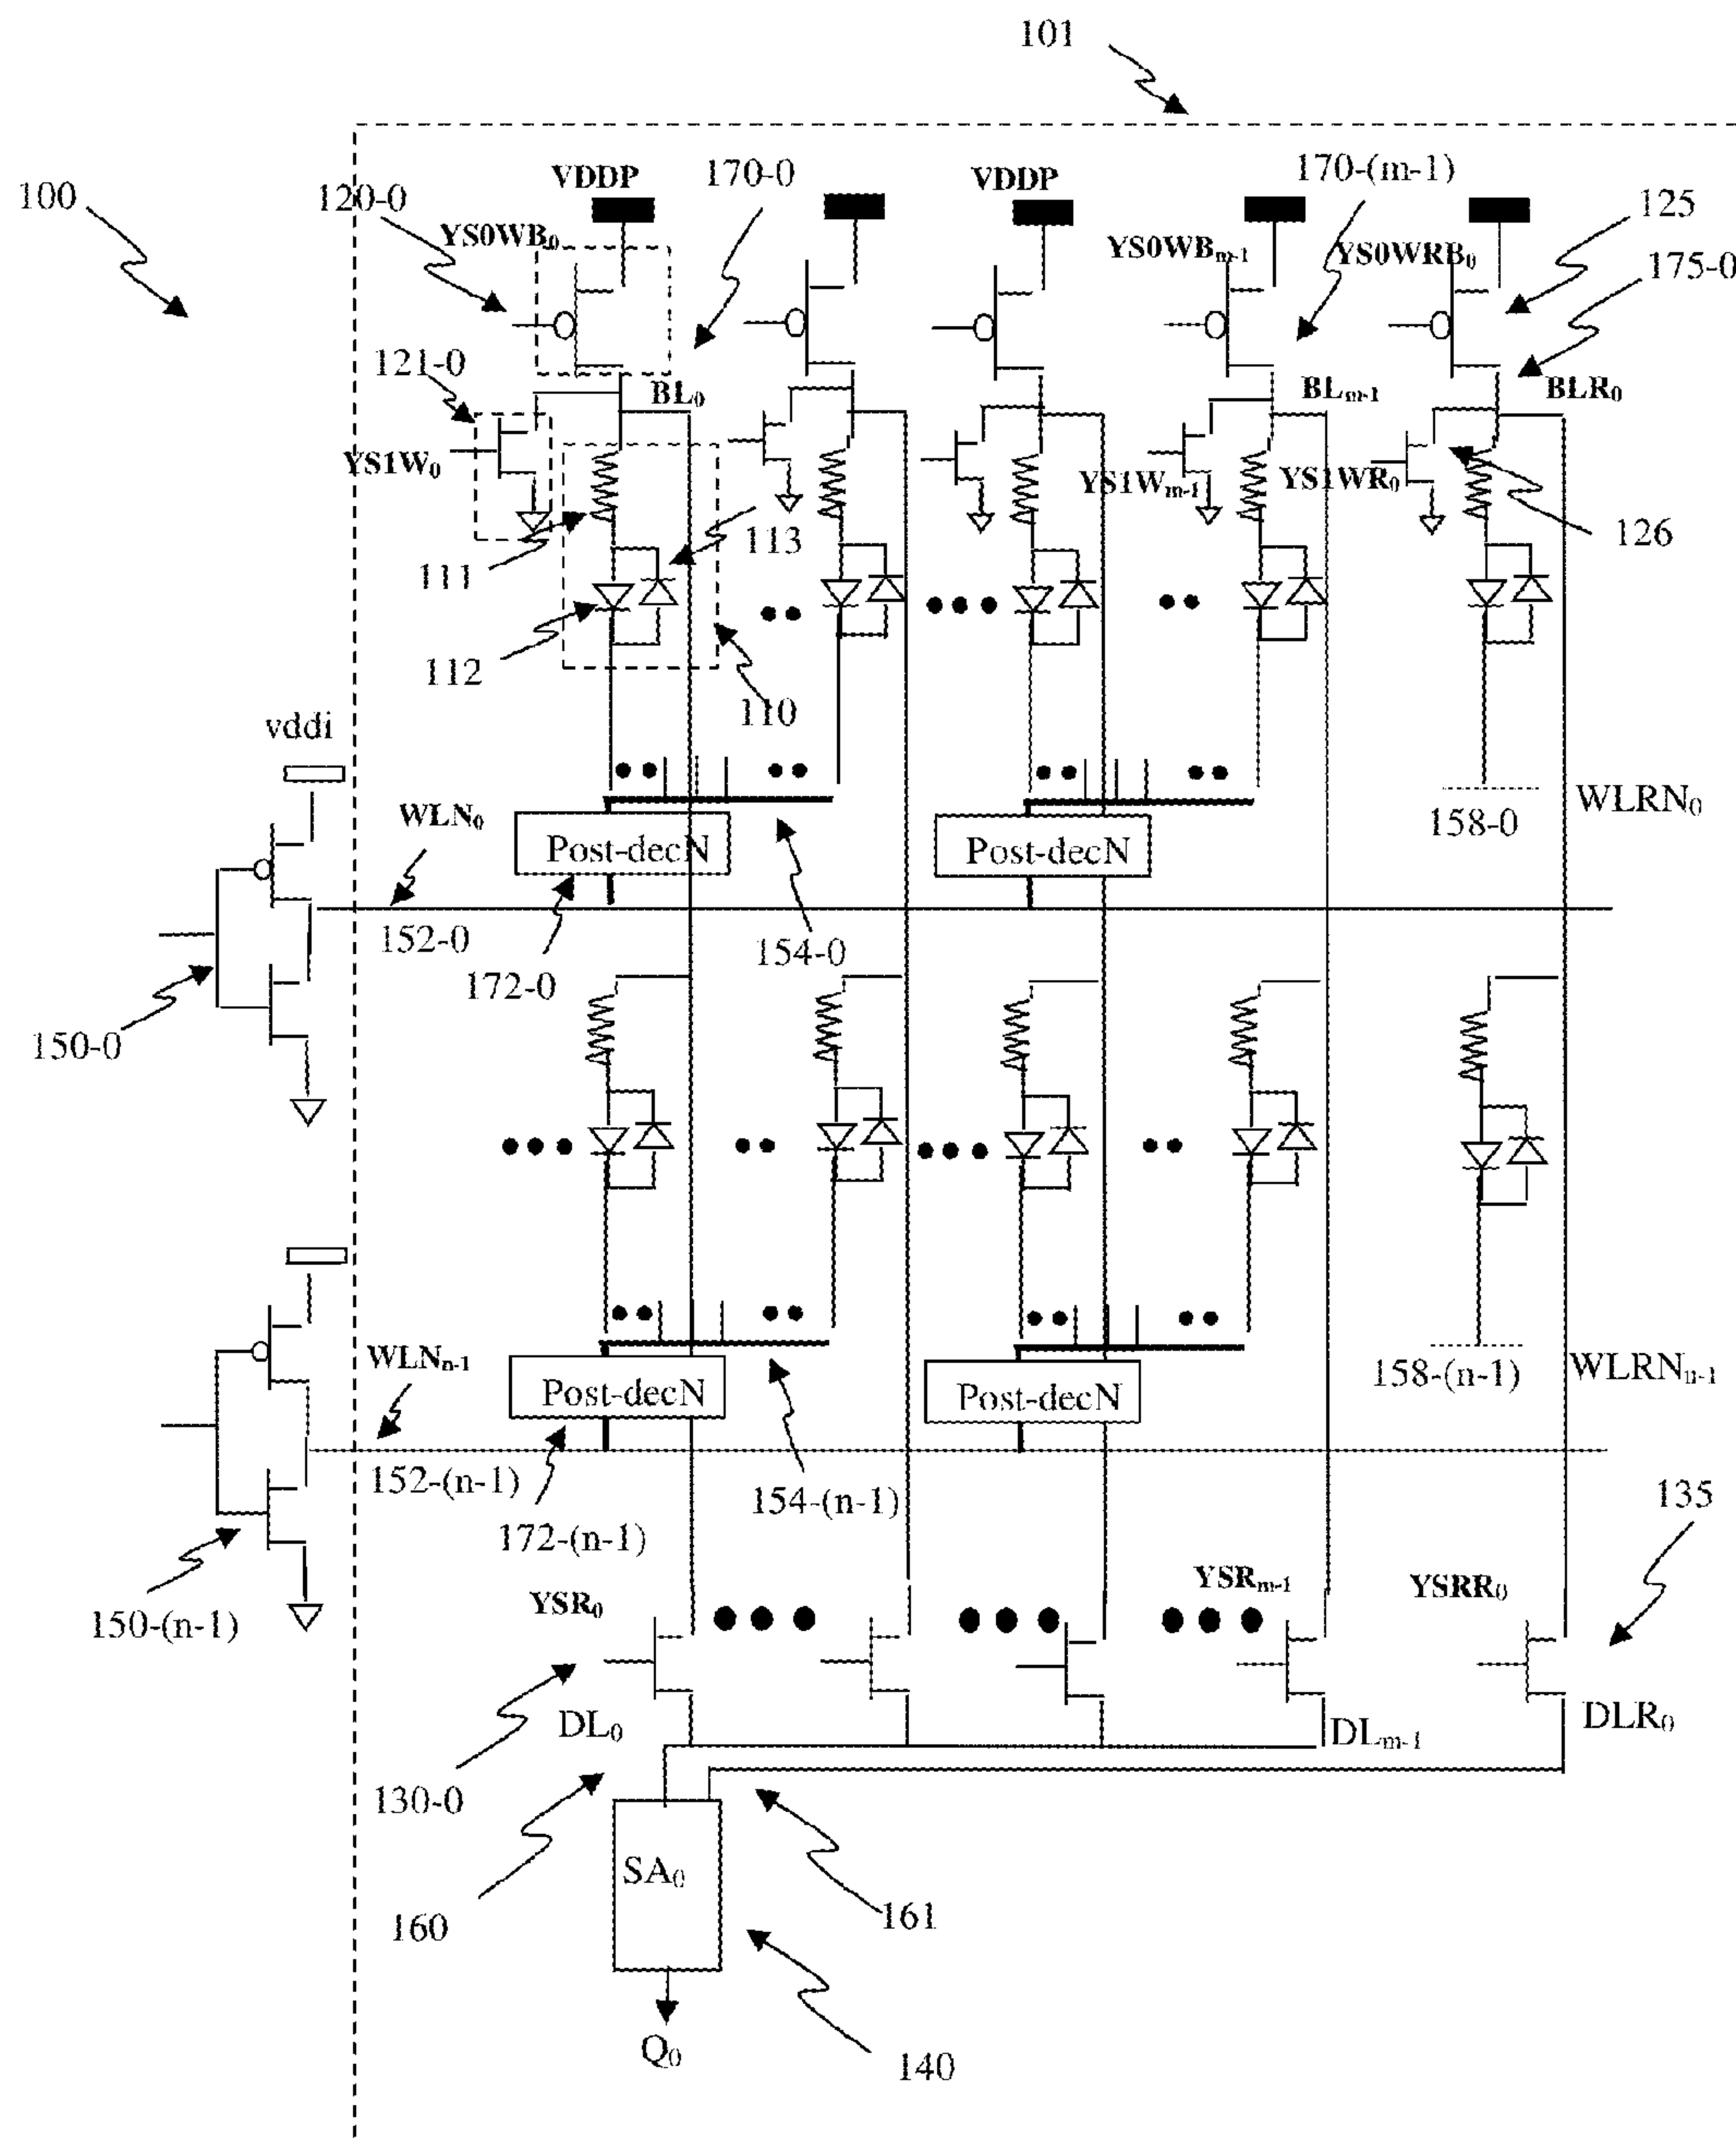 101
100
VDDP
170-0
VDDP
170-(m-1)
120-0
125
YS0WB₀
YS0WBₘ₋₁
YS0WRB₀
175-0
121-0
BL₀
BLₘ₋₁
BLR₀
YS1W₀
YS1Wₘ₋₁
YS1WR₀
113
126
111
112
110
vddi
WLN₀
158-0
WLRN₀
Post-decN
Post-decN
152-0
154-0
172-0
150-0
WLNₙ₋₁
158-(n-1)
WLRNₙ₋₁
Post-decN
Post-decN
152-(n-1)
154-(n-1)
135
172-(n-1)
150-(n-1)
YSR₀
YSRₘ₋₁
YSRR₀
DL₀
DLₘ₋₁
DLR₀
130-0
SA₀
160
161
Q₀
140